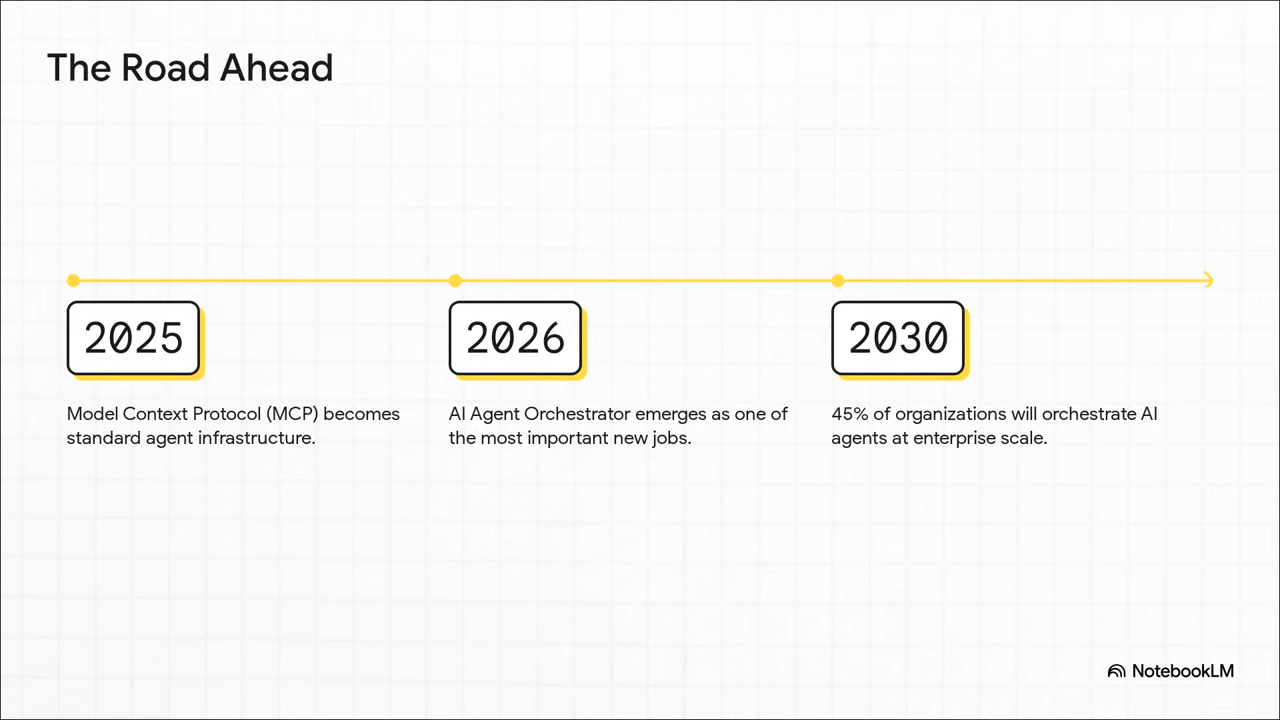 The Road Ahead
2025
Model Context Protocol (MCP) becomes
standard agent infrastructure.
2026
AI Agent Orchestrator emerges as one of
the most important new jobs.
2030
45% of organizations will orchestrate AI
agents at enterprise scale.
NotebookLM